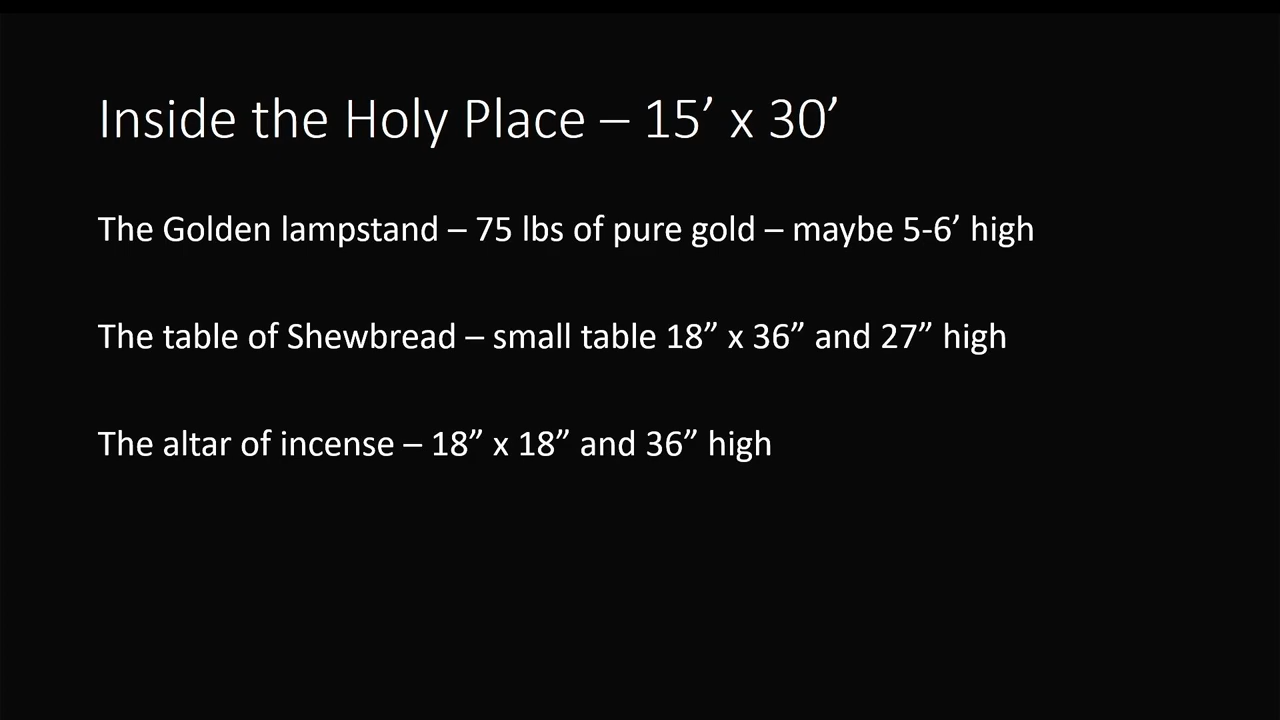 Inside the Holy Place – 15’ x 30’
The Golden lampstand – 75 lbs of pure gold – maybe 5-6’ high
The table of Shewbread – small table 18” x 36” and 27” high
The altar of incense – 18” x 18” and 36” high